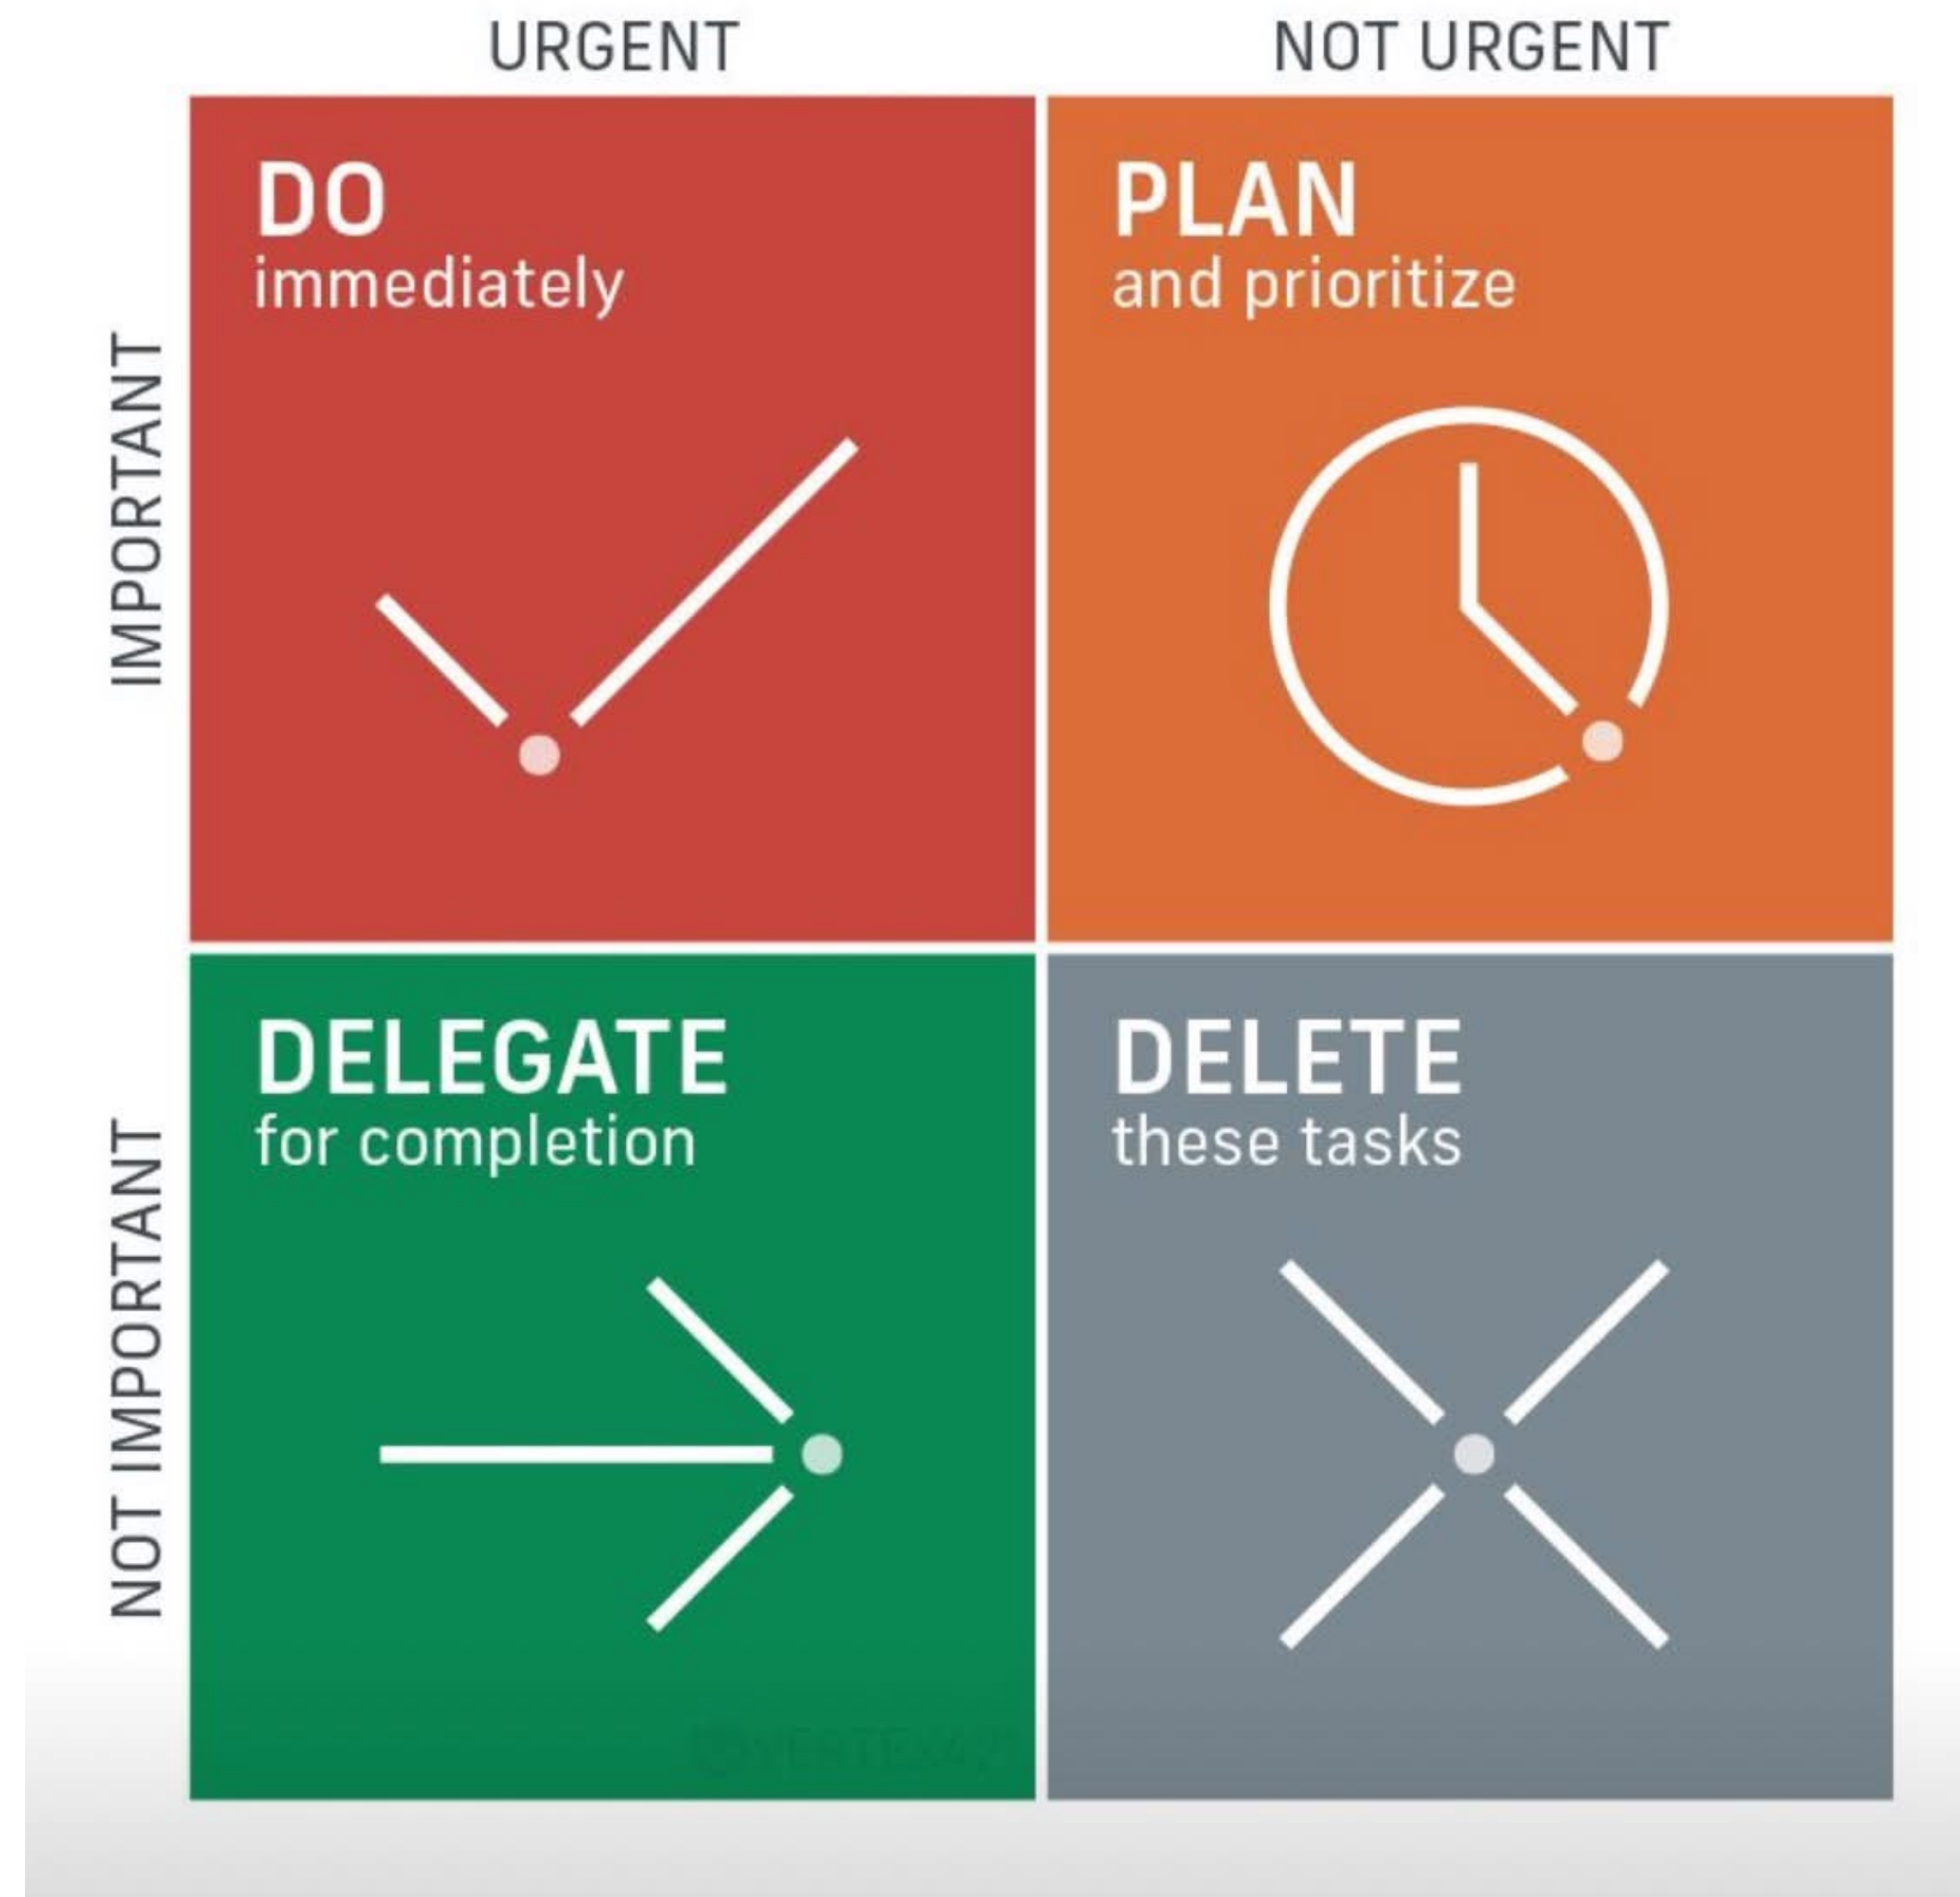 URGENT
NOT URGENT
IMPORTANT
DO
immediately
PLAN
and prioritize
NOT IMPORTANT
DELEGATE
for completion
DELETE
these tasks